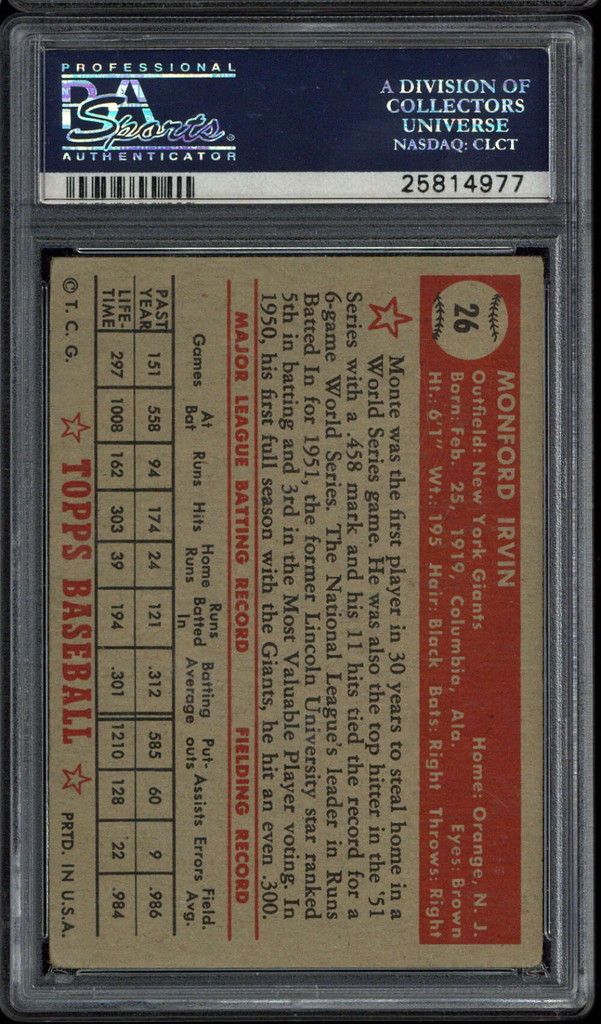 PROFESSIONAL
PSA
Sports
AUTHENTICATOR
A DIVISION OF
COLLECTORS
UNIVERSE
NASDAQ: CLCT
25814977
26
MONFORD IRVIN
Outfield: New York Giants Home: Orange, N. J.
Born: Feb. 25, 1919, Columbia, Ala. Eyes: Brown
Ht.: 6'1" Wt.: 195 Hair: Black Bats: Right Throws: Right
Monte was the first player in 30 years to steal home in a
World Series game. He was also the top hitter in the '51
Series with a .458 mark and his 11 hits tied the record for a
6-game World Series. The National League's leader in Runs
Batted In for 1951, the former Lincoln University star ranked
5th in batting and 3rd in the Most Valuable Player voting. In
1950, his first full season with the Giants, he hit an even .300.
MAJOR LEAGUE BATTING RECORD FIELDING RECORD
Games At Bat Runs Hits Home Runs Runs Batted In Batting Average Put-outs Assists Errors Field. Avg.
PAST YEAR 151 558 94 174 24 121 .312 585 60 9 .986
LIFE-TIME 297 1008 162 303 39 194 .301 1210 128 22 .984
© T. C. G. TOPPS BASEBALL PRTD. IN U.S.A.